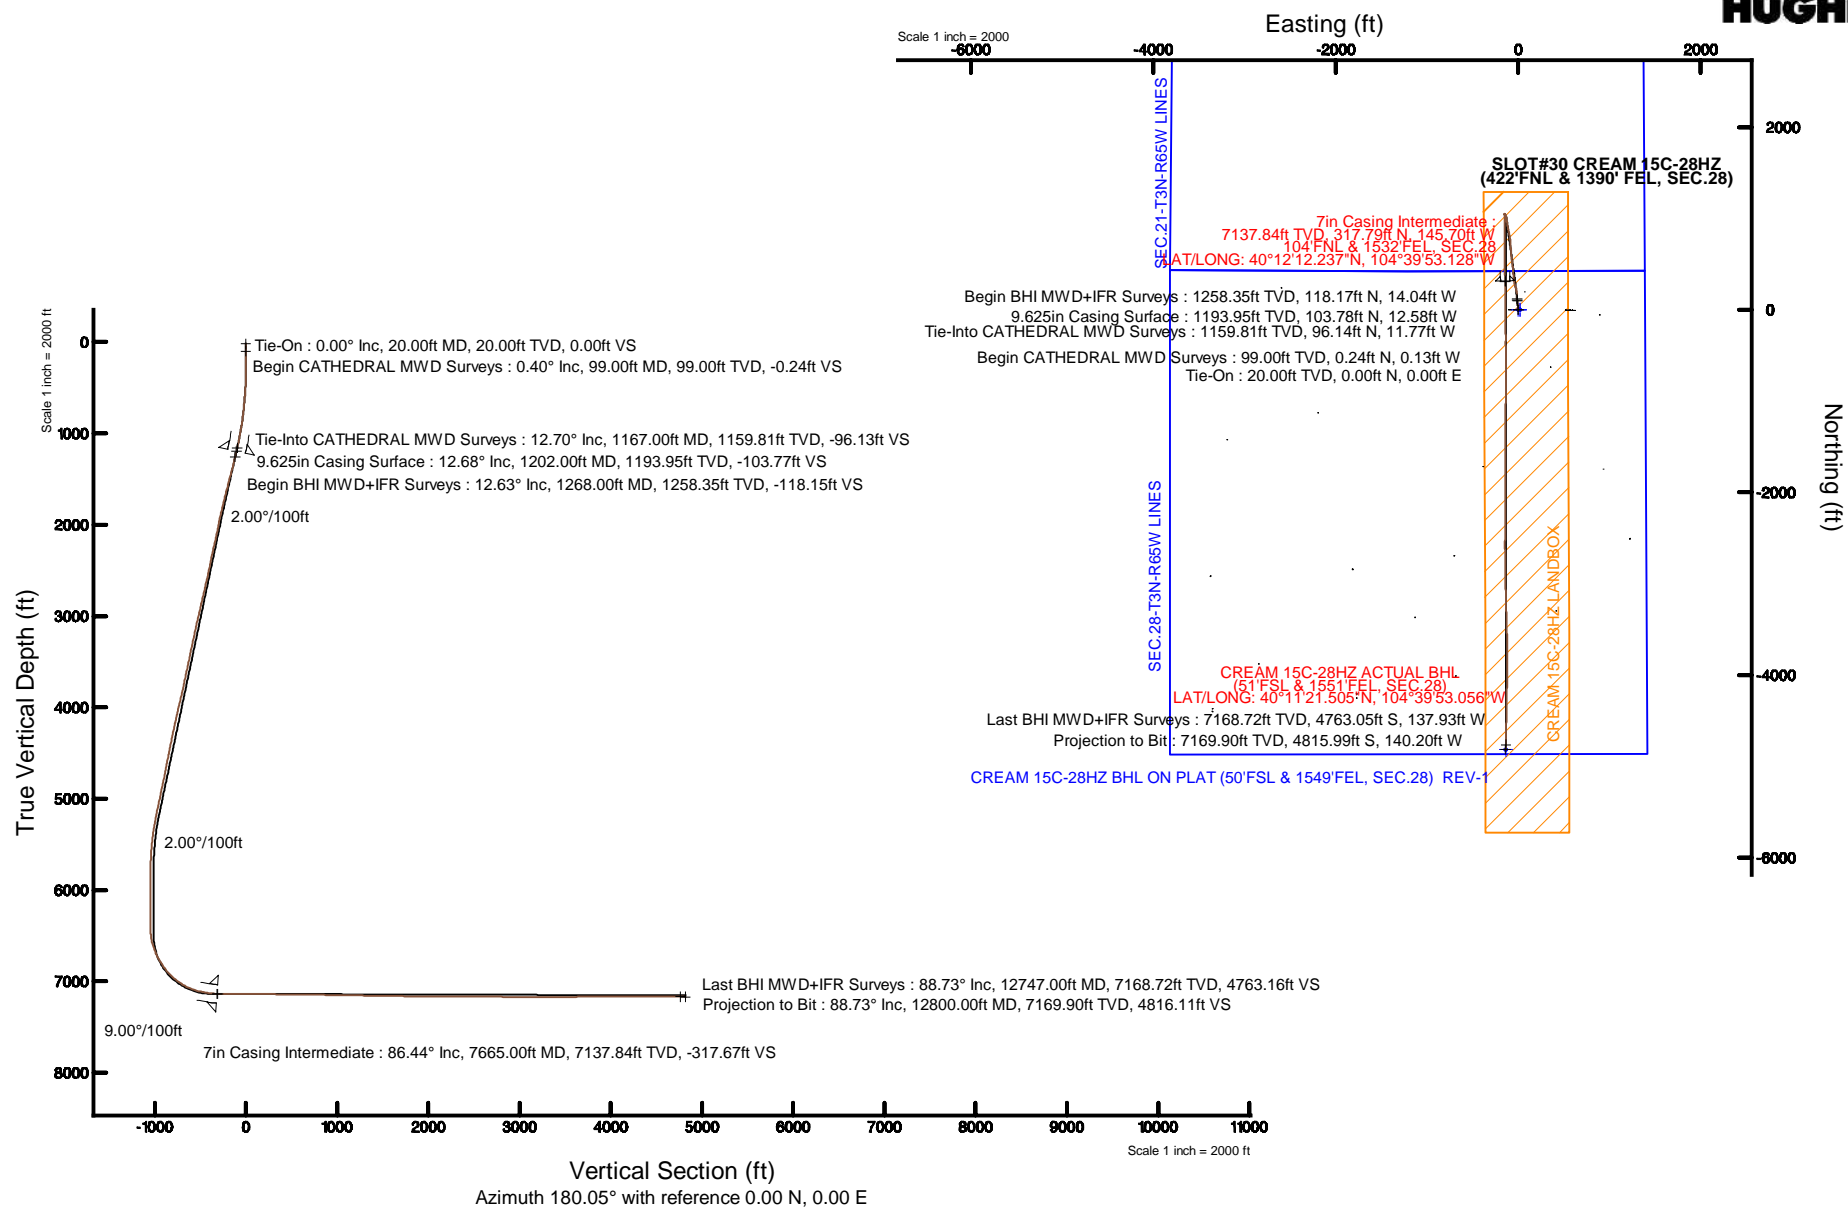 HUGH
Easting (ft)
Scale 1 inch = 2000
-6000
-4000
-2000
0
2000
SEC.21-T3N-R65W LINES
SLOT#30 CREAM 15C-28HZ
(422'FNL & 1390' FEL, SEC.28)
7in Casing Intermediate :
7137.84ft TVD, 317.79ft N, 145.70ft W
104'FNL & 1532'FEL, SEC.28
LAT/LONG: 40°12'12.237"N, 104°39'53.128"W
Begin BHI MWD+IFR Surveys : 1258.35ft TVD, 118.17ft N, 14.04ft W
9.625in Casing Surface : 1193.95ft TVD, 103.78ft N, 12.58ft W
Tie-Into CATHEDRAL MWD Surveys : 1159.81ft TVD, 96.14ft N, 11.77ft W
Begin CATHEDRAL MWD Surveys : 99.00ft TVD, 0.24ft N, 0.13ft W
Tie-On : 20.00ft TVD, 0.00ft N, 0.00ft E
SEC.28-T3N-R65W LINES
CREAM 15C-28HZ LANDBOX
CREAM 15C-28HZ ACTUAL BHL
(51'FSL & 1551'FEL, SEC.28)
LAT/LONG: 40°11'21.505"N, 104°39'53.056"W
Last BHI MWD+IFR Surveys : 7168.72ft TVD, 4763.05ft S, 137.93ft W
Projection to Bit : 7169.90ft TVD, 4815.99ft S, 140.20ft W
CREAM 15C-28HZ BHL ON PLAT (50'FSL & 1549'FEL, SEC.28) REV-1
2000
0
-2000
-4000
-6000
Northing (ft)
Scale 1 inch = 2000 ft
True Vertical Depth (ft)
0
1000
2000
3000
4000
5000
6000
7000
8000
Tie-On : 0.00° Inc, 20.00ft MD, 20.00ft TVD, 0.00ft VS
Begin CATHEDRAL MWD Surveys : 0.40° Inc, 99.00ft MD, 99.00ft TVD, -0.24ft VS
Tie-Into CATHEDRAL MWD Surveys : 12.70° Inc, 1167.00ft MD, 1159.81ft TVD, -96.13ft VS
9.625in Casing Surface : 12.68° Inc, 1202.00ft MD, 1193.95ft TVD, -103.77ft VS
Begin BHI MWD+IFR Surveys : 12.63° Inc, 1268.00ft MD, 1258.35ft TVD, -118.15ft VS
2.00°/100ft
2.00°/100ft
Last BHI MWD+IFR Surveys : 88.73° Inc, 12747.00ft MD, 7168.72ft TVD, 4763.16ft VS
Projection to Bit : 88.73° Inc, 12800.00ft MD, 7169.90ft TVD, 4816.11ft VS
9.00°/100ft
7in Casing Intermediate : 86.44° Inc, 7665.00ft MD, 7137.84ft TVD, -317.67ft VS
-1000
0
1000
2000
3000
4000
5000
6000
7000
8000
9000
10000
11000
Scale 1 inch = 2000 ft
Vertical Section (ft)
Azimuth 180.05° with reference 0.00 N, 0.00 E